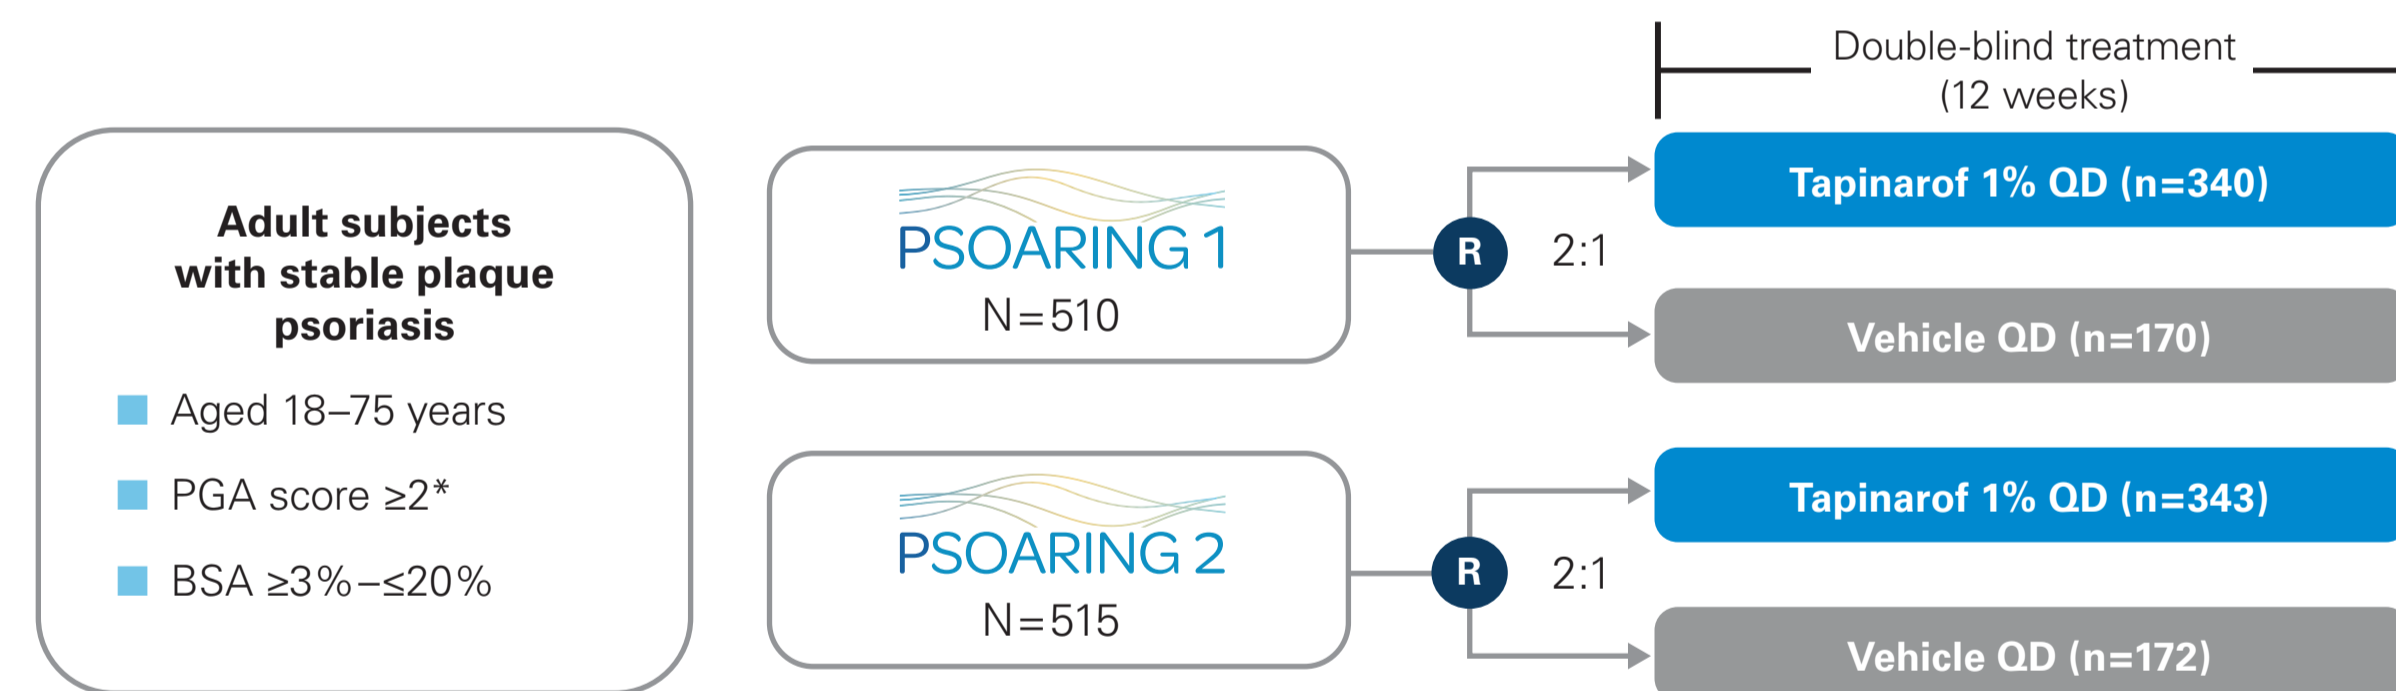 Adult subjects
with stable plaque
psoriasis
Aged 18–75 years
PGA score ≥2*
BSA ≥3%–≤20%
PSOARING 1
N=510
R
2:1
PSOARING 2
N=515
R
2:1
Double-blind treatment
(12 weeks)
Tapinarof 1% QD (n=340)
Vehicle QD (n=170)
Tapinarof 1% QD (n=343)
Vehicle QD (n=172)